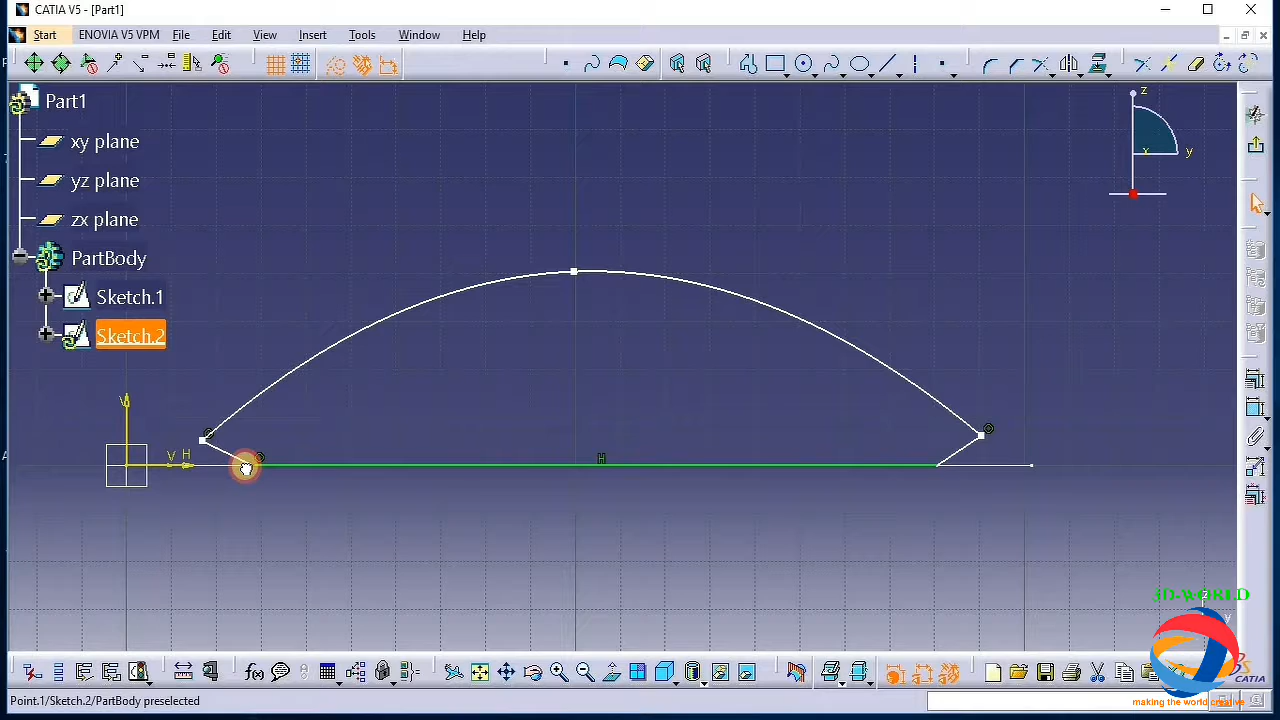 CATIA V5 - [Part1]
Start ENOVIA V5 VPM File Edit View Insert Tools Window Help
Part1
xy plane
yz plane
zx plane
PartBody
Sketch.1
Sketch.2
z
x y
V
V H
H
3D-WORLD
z
y
CATIA
making the world creative
Point.1/Sketch.2/PartBody preselected